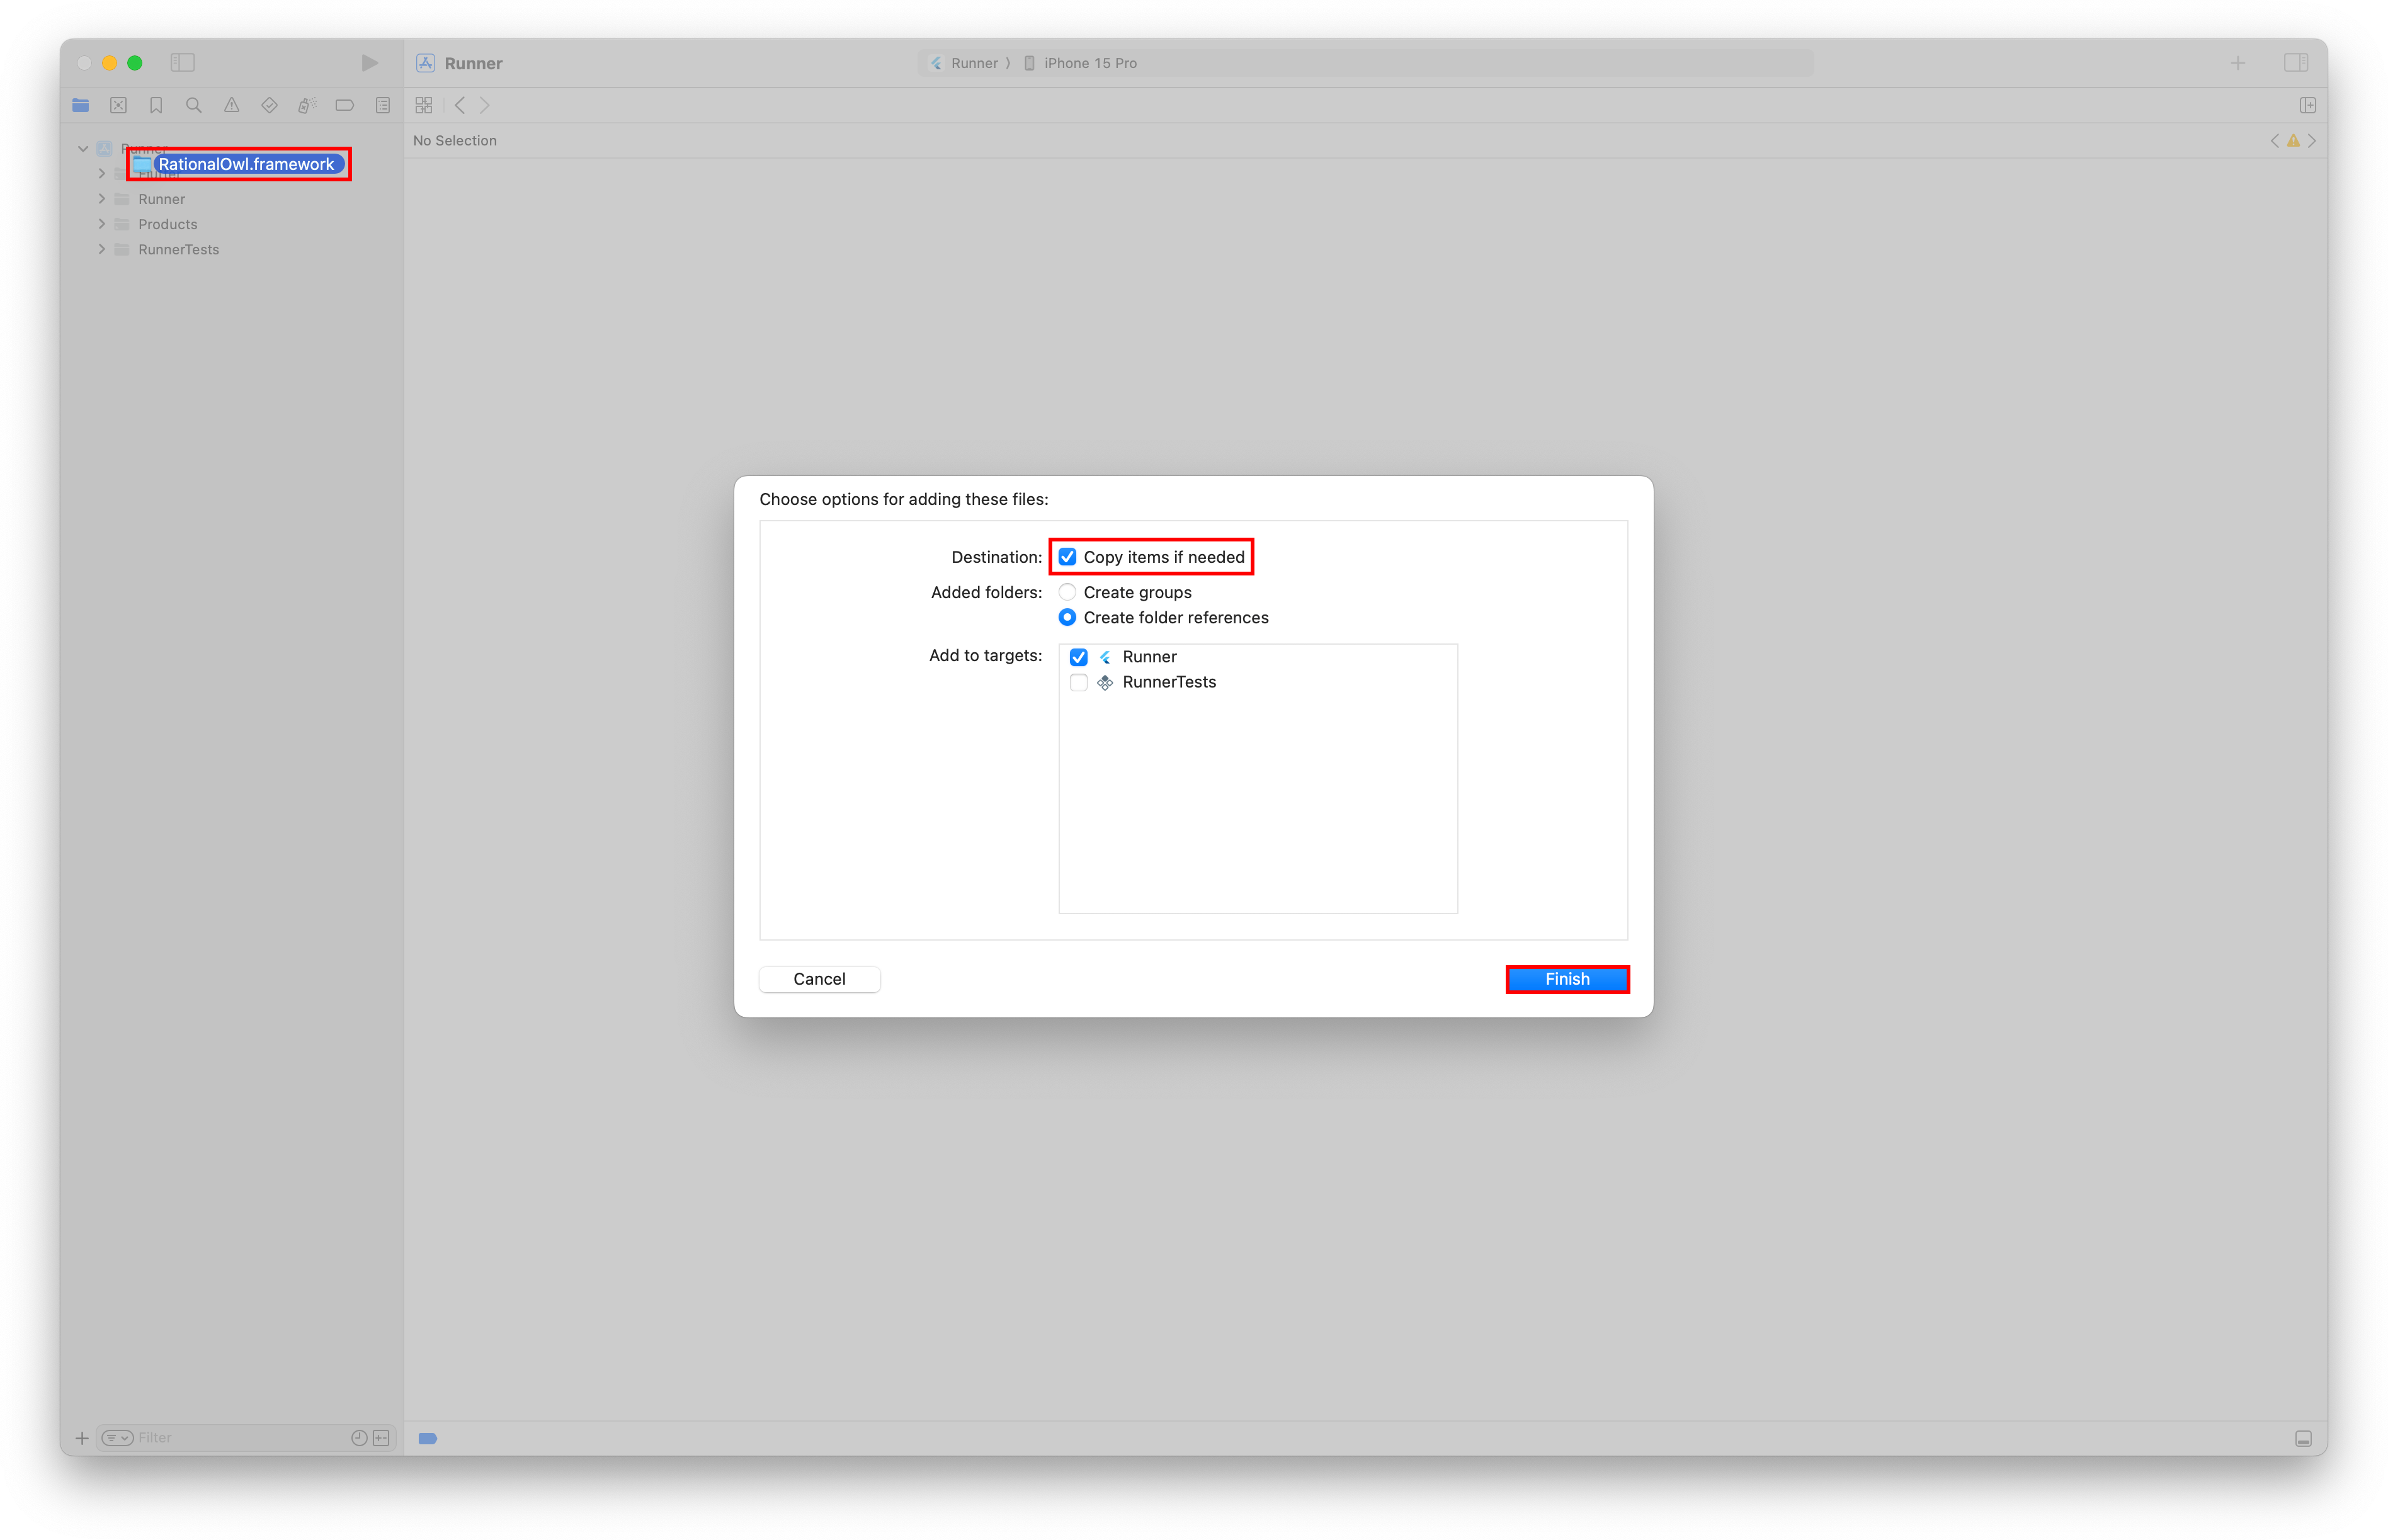 Runner
Runner
iPhone 15 Pro
No Selection
Runner
RationalOwl.framework
Flutter
Runner
Products
RunnerTests
Choose options for adding these files:
Destination: Copy items if needed
Added folders: Create groups
Create folder references
Add to targets: Runner
RunnerTests
Cancel Finish
Filter